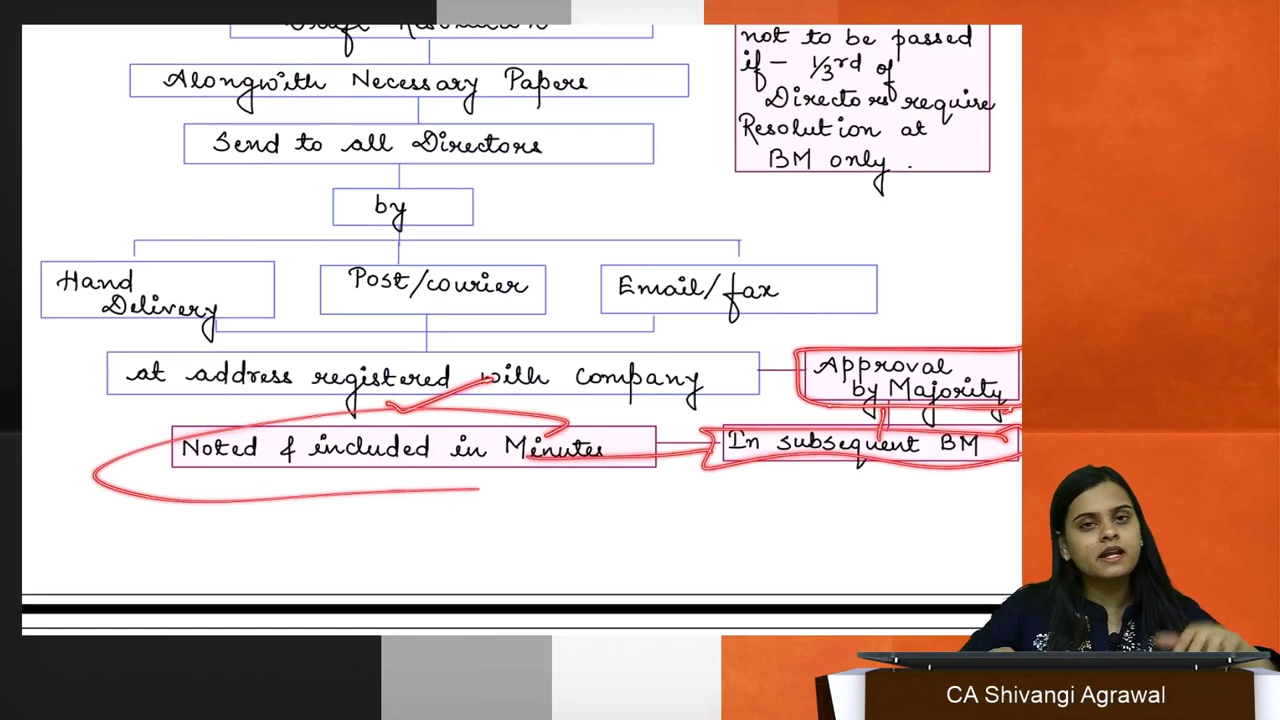 Draft Resolution
Alongwith Necessary Papers
Send to all Directors
by
Hand
Delivery
Post/courier
Email/fax
at address registered with company
Approval
by Majority
In subsequent BM
Noted & included in Minutes
not to be passed
if - 1/3rd of
Directors require
Resolution at
BM only.
CA Shivangi Agrawal